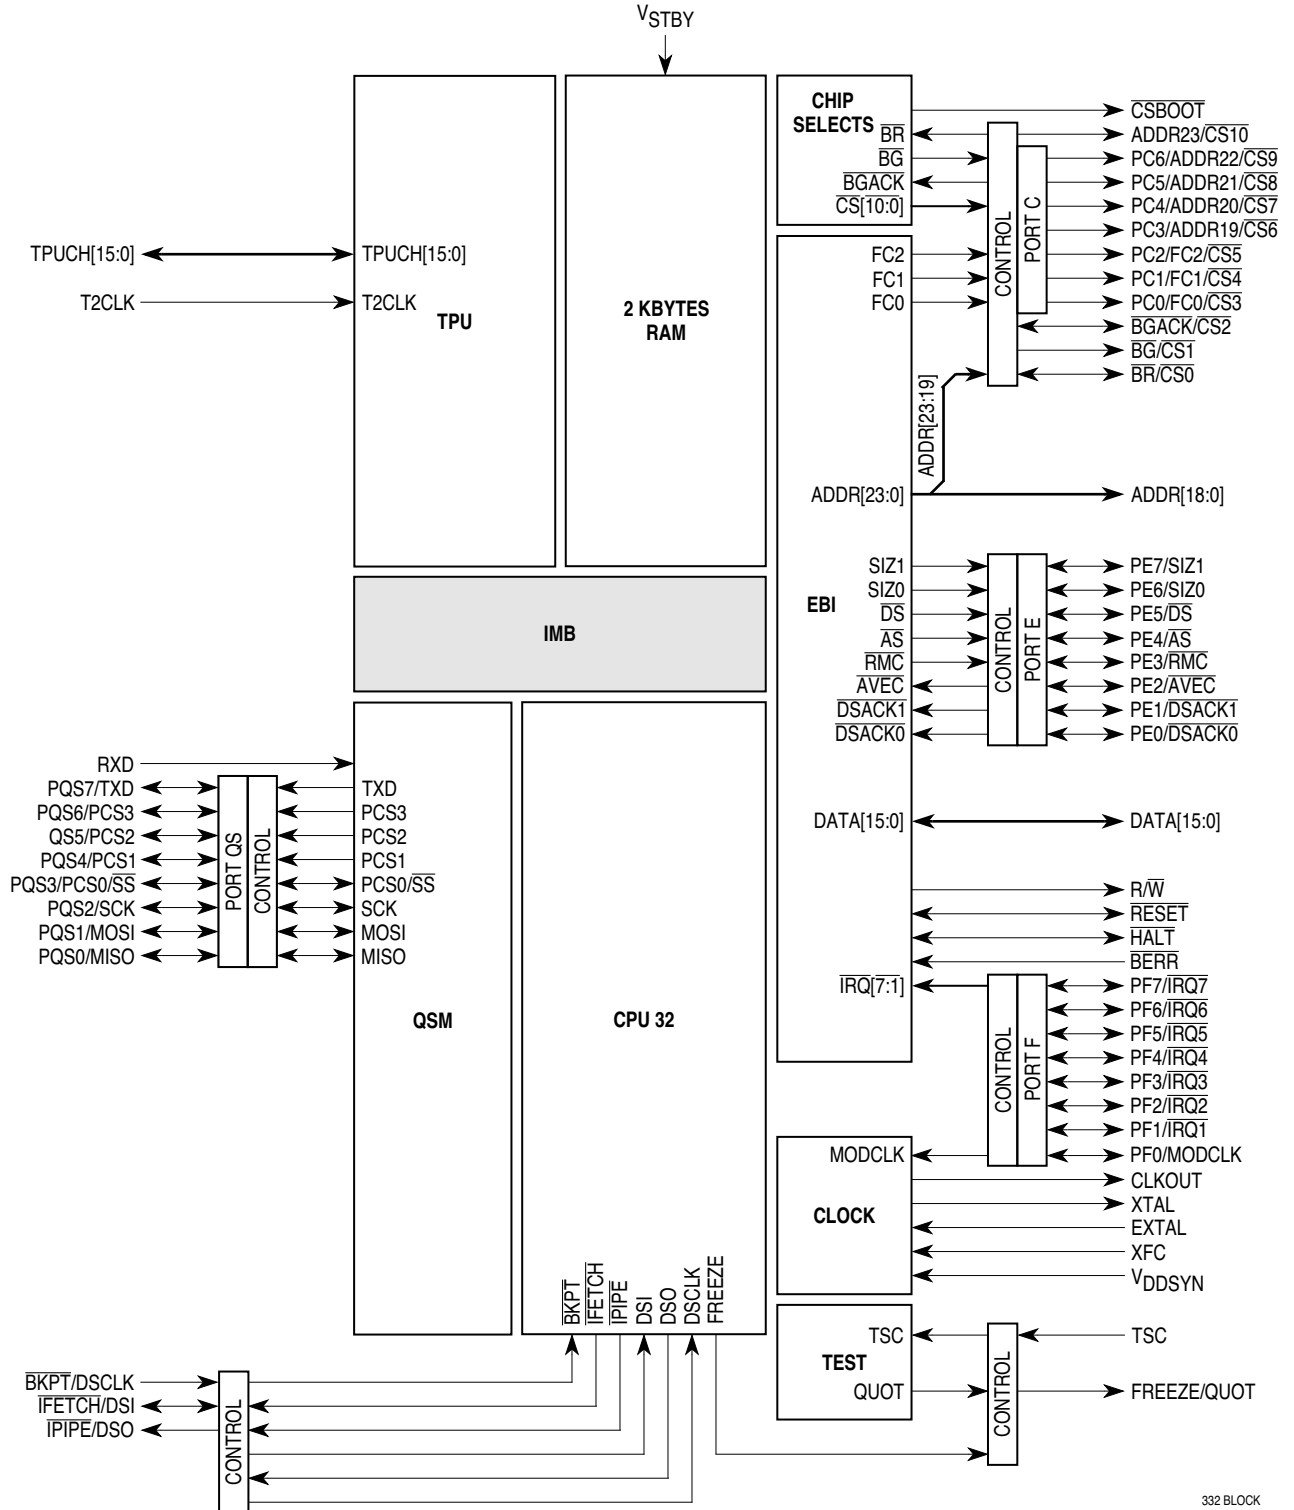 VSTBY
CHIP
SELECTS
BR
BG
BGACK
CS[10:0]
CONTROL
PORT C
CSBOOT
ADDR23/CS10
PC6/ADDR22/CS9
PC5/ADDR21/CS8
PC4/ADDR20/CS7
PC3/ADDR19/CS6
PC2/FC2/CS5
PC1/FC1/CS4
PC0/FC0/CS3
BGACK/CS2
BG/CS1
BR/CS0
TPUCH[15:0]
T2CLK
TPUCH[15:0]
T2CLK
TPU
2 KBYTES
RAM
FC2
FC1
FC0
ADDR[23:19]
ADDR[23:0]
ADDR[18:0]
EBI
SIZ1
SIZ0
DS
AS
RMC
AVEC
DSACK1
DSACK0
CONTROL
PORT E
PE7/SIZ1
PE6/SIZ0
PE5/DS
PE4/AS
PE3/RMC
PE2/AVEC
PE1/DSACK1
PE0/DSACK0
IMB
RXD
PQS7/TXD
PQS6/PCS3
QS5/PCS2
PQS4/PCS1
PQS3/PCS0/SS
PQS2/SCK
PQS1/MOSI
PQS0/MISO
PORT QS
CONTROL
TXD
PCS3
PCS2
PCS1
PCS0/SS
SCK
MOSI
MISO
QSM
CPU 32
DATA[15:0]
DATA[15:0]
R/W
RESET
HALT
BERR
IRQ[7:1]
CONTROL
PORT F
PF7/IRQ7
PF6/IRQ6
PF5/IRQ5
PF4/IRQ4
PF3/IRQ3
PF2/IRQ2
PF1/IRQ1
PF0/MODCLK
MODCLK
CLOCK
CLKOUT
XTAL
EXTAL
XFC
VDDSYN
BKPT
IFETCH
IPIPE
DSI
DSO
DSCLK
FREEZE
TSC
TEST
QUOT
CONTROL
TSC
FREEZE/QUOT
BKPT/DSCLK
IFETCH/DSI
IPIPE/DSO
CONTROL
332 BLOCK